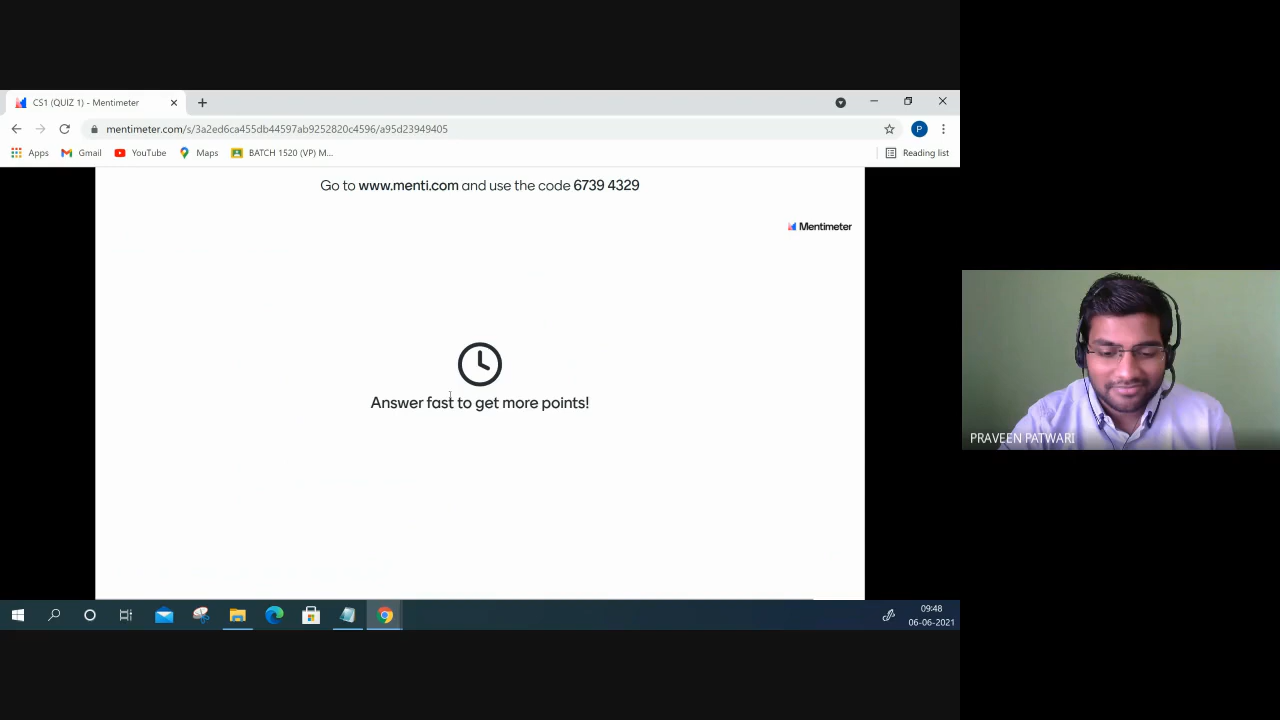 CS1 (QUIZ 1) - Mentimeter
mentimeter.com/s/3a2ed6ca455db44597ab9252820c4596/a95d23949405
P
Apps
Gmail
YouTube
Maps
BATCH 1520 (VP) M...
Reading list
Go to www.menti.com and use the code 6739 4329
Mentimeter
Answer fast to get more points!
PRAVEEN PATWARI
09:48
06-06-2021